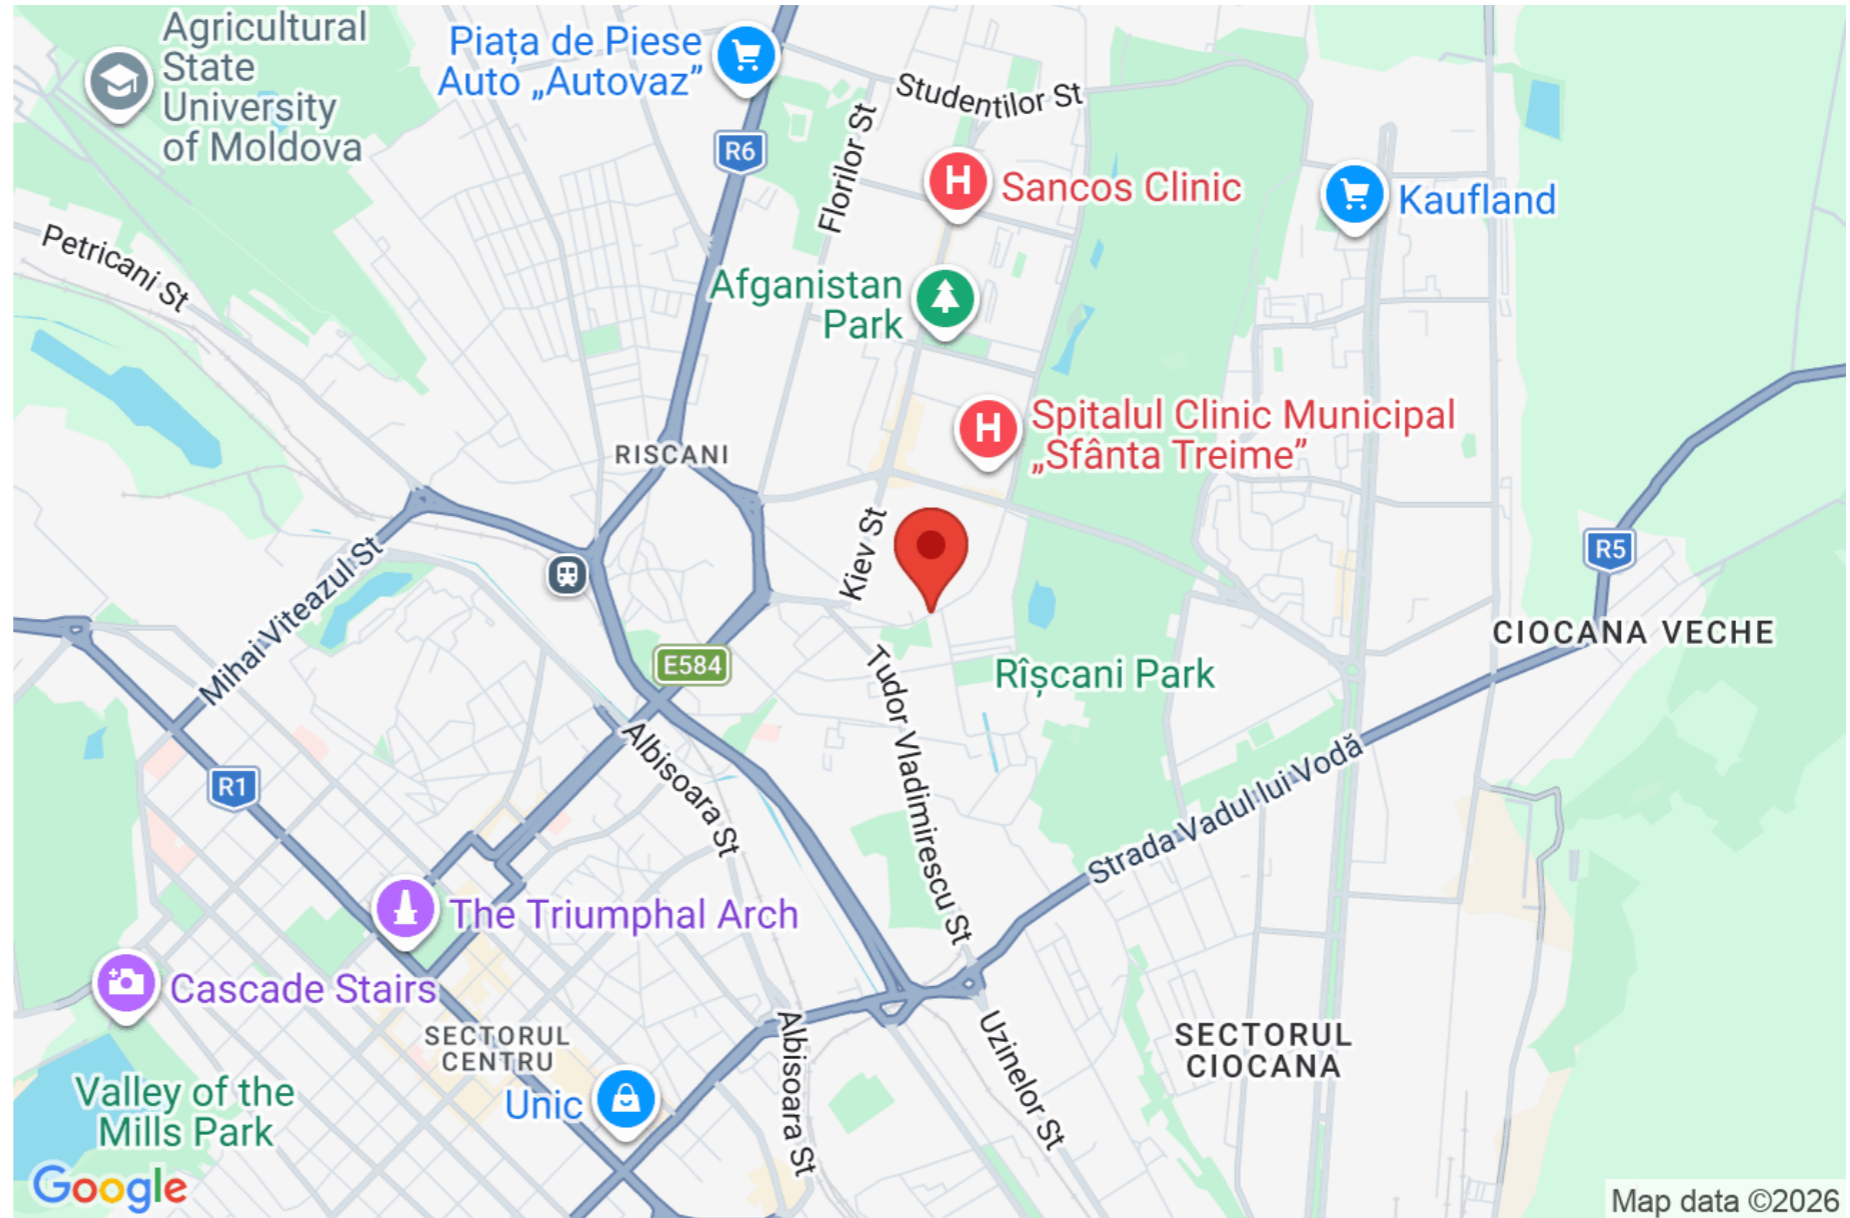 Agricultural
State
University
of Moldova
Piața de Piese
Auto „Autovaz”
Studentilor St
R6
Florilor St
Sancos Clinic
Kaufland
Petricani St
Afganistan
Park
Spitalul Clinic Municipal
„Sfânta Treime”
RISCANI
Kiev St
R5
Mihai Viteazul St
CIOCANA VECHE
E584
Rîșcani Park
Tudor Vladimirescu St
Albisoara St
R1
Strada Vadul lui Vodă
The Triumphal Arch
Cascade Stairs
SECTORUL
CENTRU
Albisoara St
Uzinelor St
SECTORUL
CIOCANA
Valley of the
Mills Park
Unic
Google
Map data ©2026